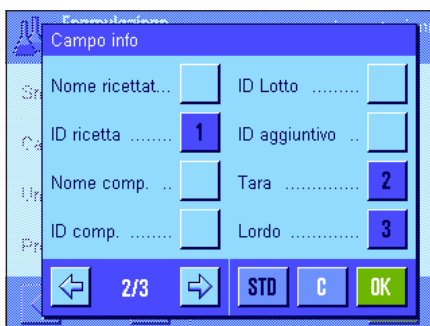 Formulazione
Campo info
Nome ricettat...
ID Lotto .........
ID ricetta ........ 1
ID aggiuntivo ..
Nome comp. ..
Tara .............. 2
ID comp. ........
Lordo ............ 3
2/3
STD
C
OK